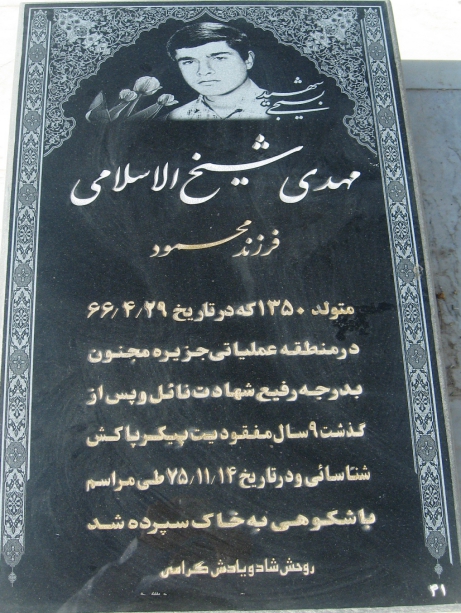 شهید
بسیجی
مهدی شیخ الاسلامی
فرزند محمود
متولد ۱۳۵۰ که در تاریخ ۶۶٫۴٫۲۹
در منطقه عملیاتی جزیره مجنون
بدرجه رفیع شهادت نائل و پس از
گذشت ۹ سال مفقودیت پیکر پاکش
شناسائی و در تاریخ ۷۵٫۱۱٫۱۴ طی مراسم
باشکوهی به خاک سپرده شد
روحش شاد و یادش گرامی
۳۱